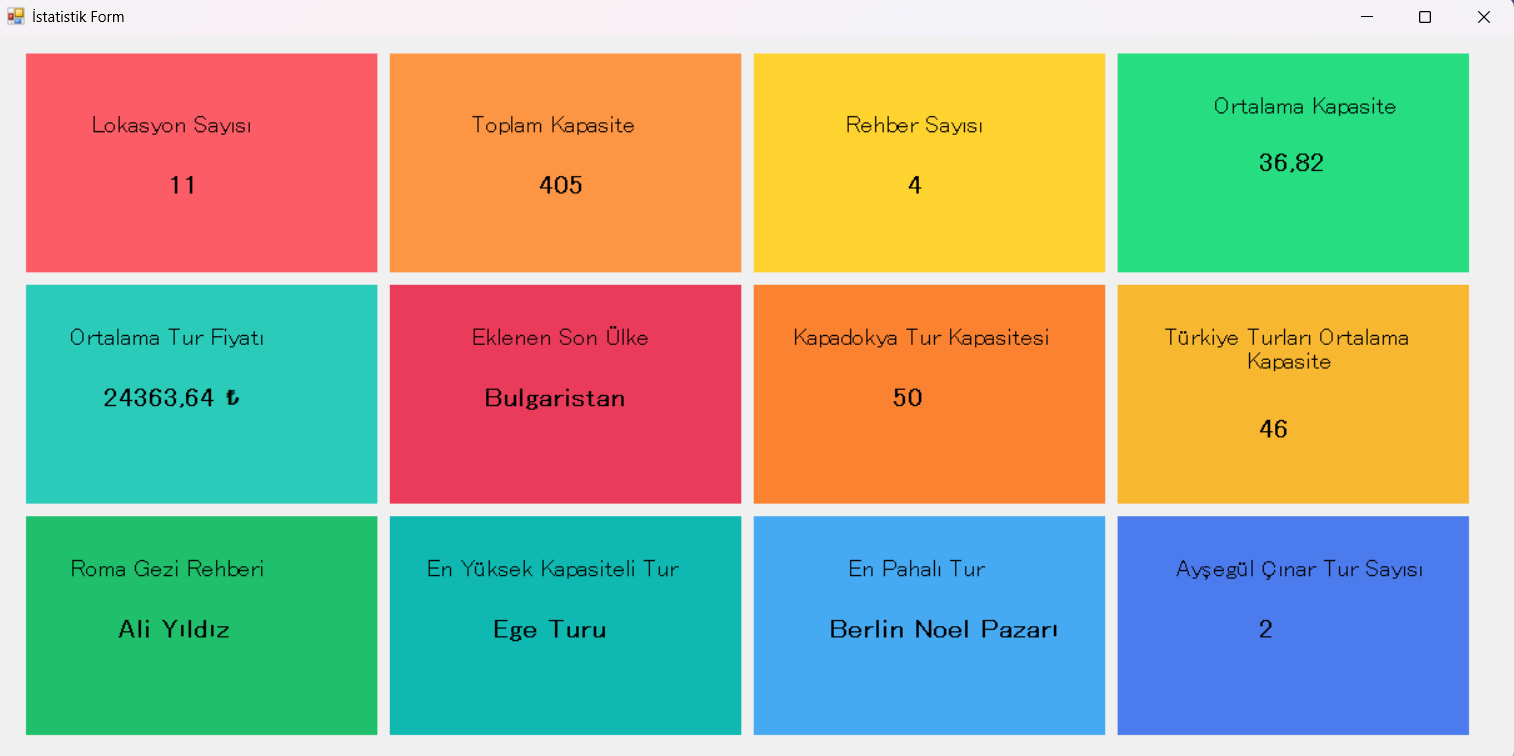 İstatistik Form
Lokasyon Sayısı
11
Toplam Kapasite
405
Rehber Sayısı
4
Ortalama Kapasite
36,82
Ortalama Tur Fiyatı
24363,64 ₺
Eklenen Son Ülke
Bulgaristan
Kapadokya Tur Kapasitesi
50
Türkiye Turları Ortalama
Kapasite
46
Roma Gezi Rehberi
Ali Yıldız
En Yüksek Kapasiteli Tur
Ege Turu
En Pahalı Tur
Berlin Noel Pazarı
Ayşegül Çınar Tur Sayısı
2